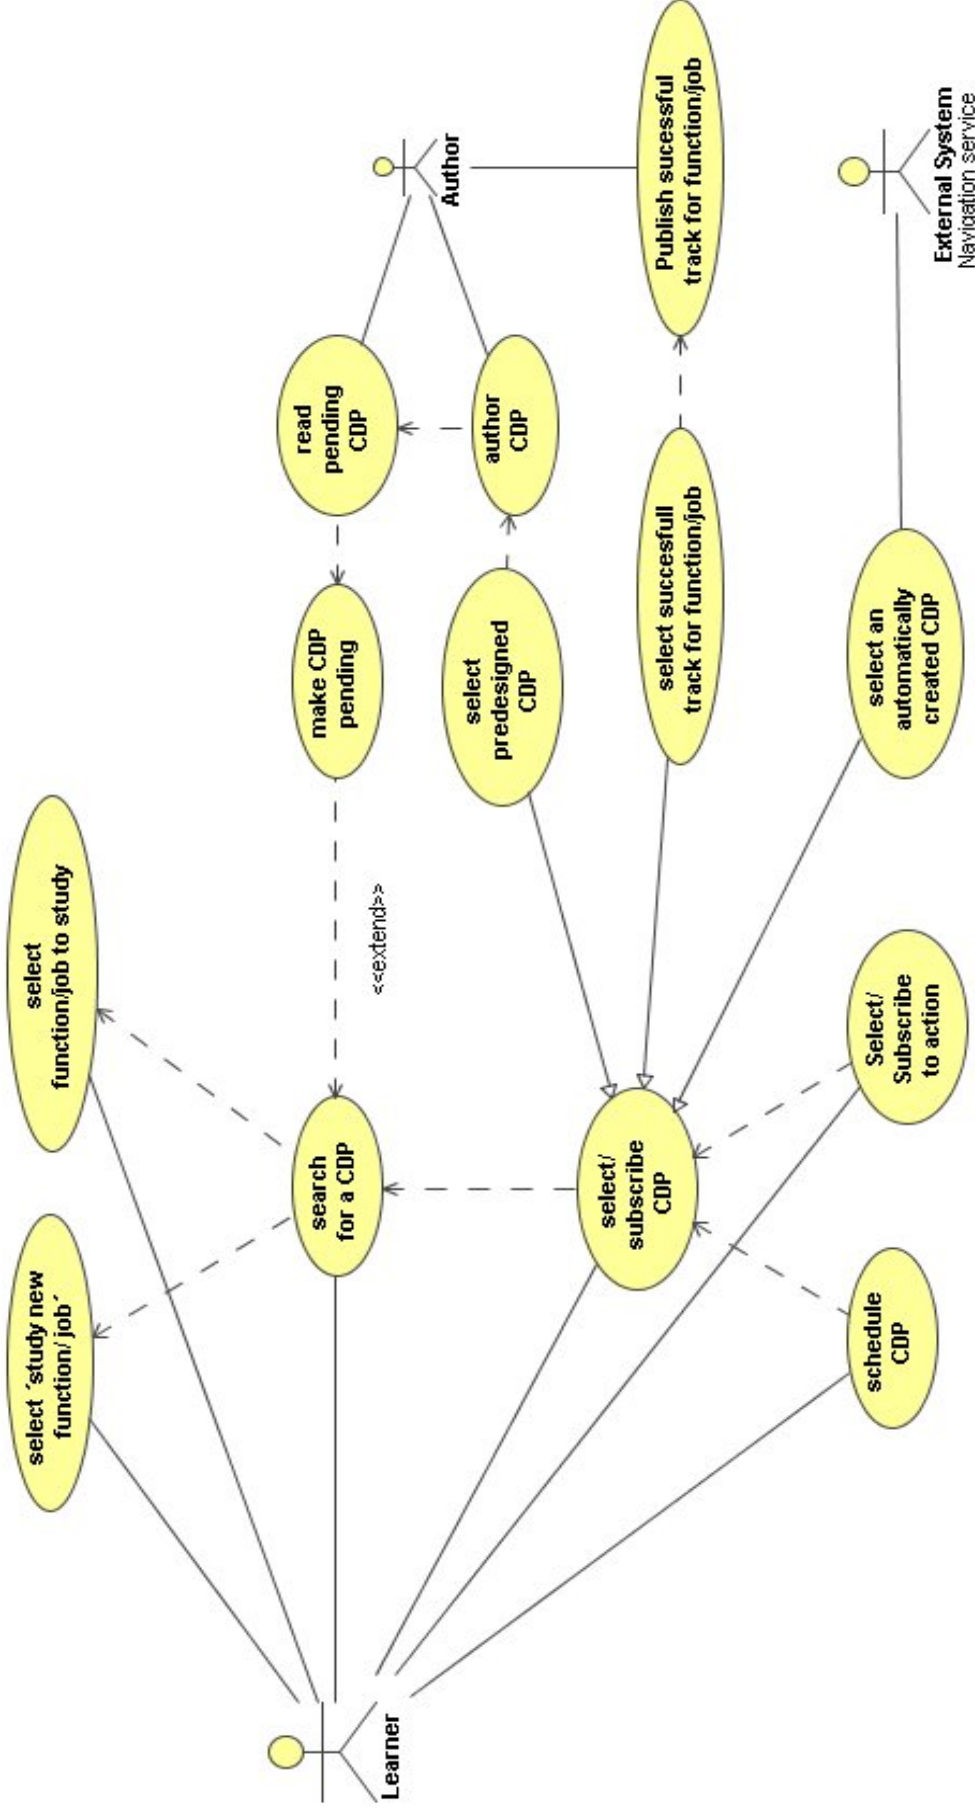 select ´study new
function/ job´
select
function/job to study
search
for a CDP
<<extend>>
make CDP
pending
read
pending
CDP
Author
author
CDP
select
predesigned
CDP
Learner
select/
subscribe
CDP
select succesfull
track for function/job
Publish sucessful
track for function/job
schedule
CDP
Select/
Subscribe
to action
select an
automatically
created CDP
External System
Navigation service